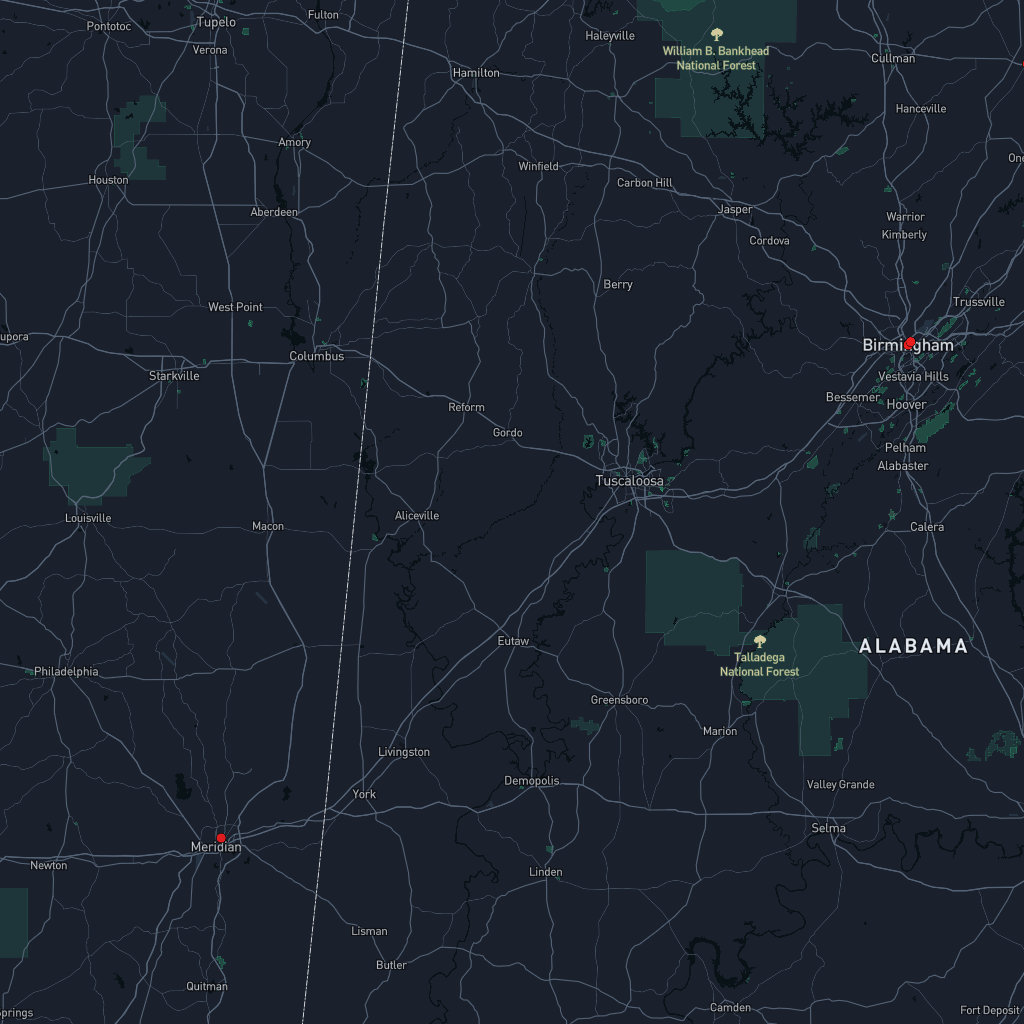 Fulton
Tupelo
Pontotoc
Haleyville
Verona
William B. Bankhead
National Forest
Cullman
Hamilton
Hanceville
Amory
One
Winfield
Houston
Carbon Hill
Jasper
Aberdeen
Warrior
Kimberly
Cordova
Berry
Trussville
West Point
upora
Birmingham
Columbus
Starkville
Vestavia Hills
Bessemer
Hoover
Reform
Gordo
Pelham
Alabaster
Tuscaloosa
Louisville
Aliceville
Macon
Calera
Eutaw
ALABAMA
Talladega
National Forest
Philadelphia
Greensboro
Marion
Livingston
Demopolis
Valley Grande
York
Selma
Meridian
Newton
Linden
Lisman
Butler
Quitman
Camden
Fort Deposit
prings